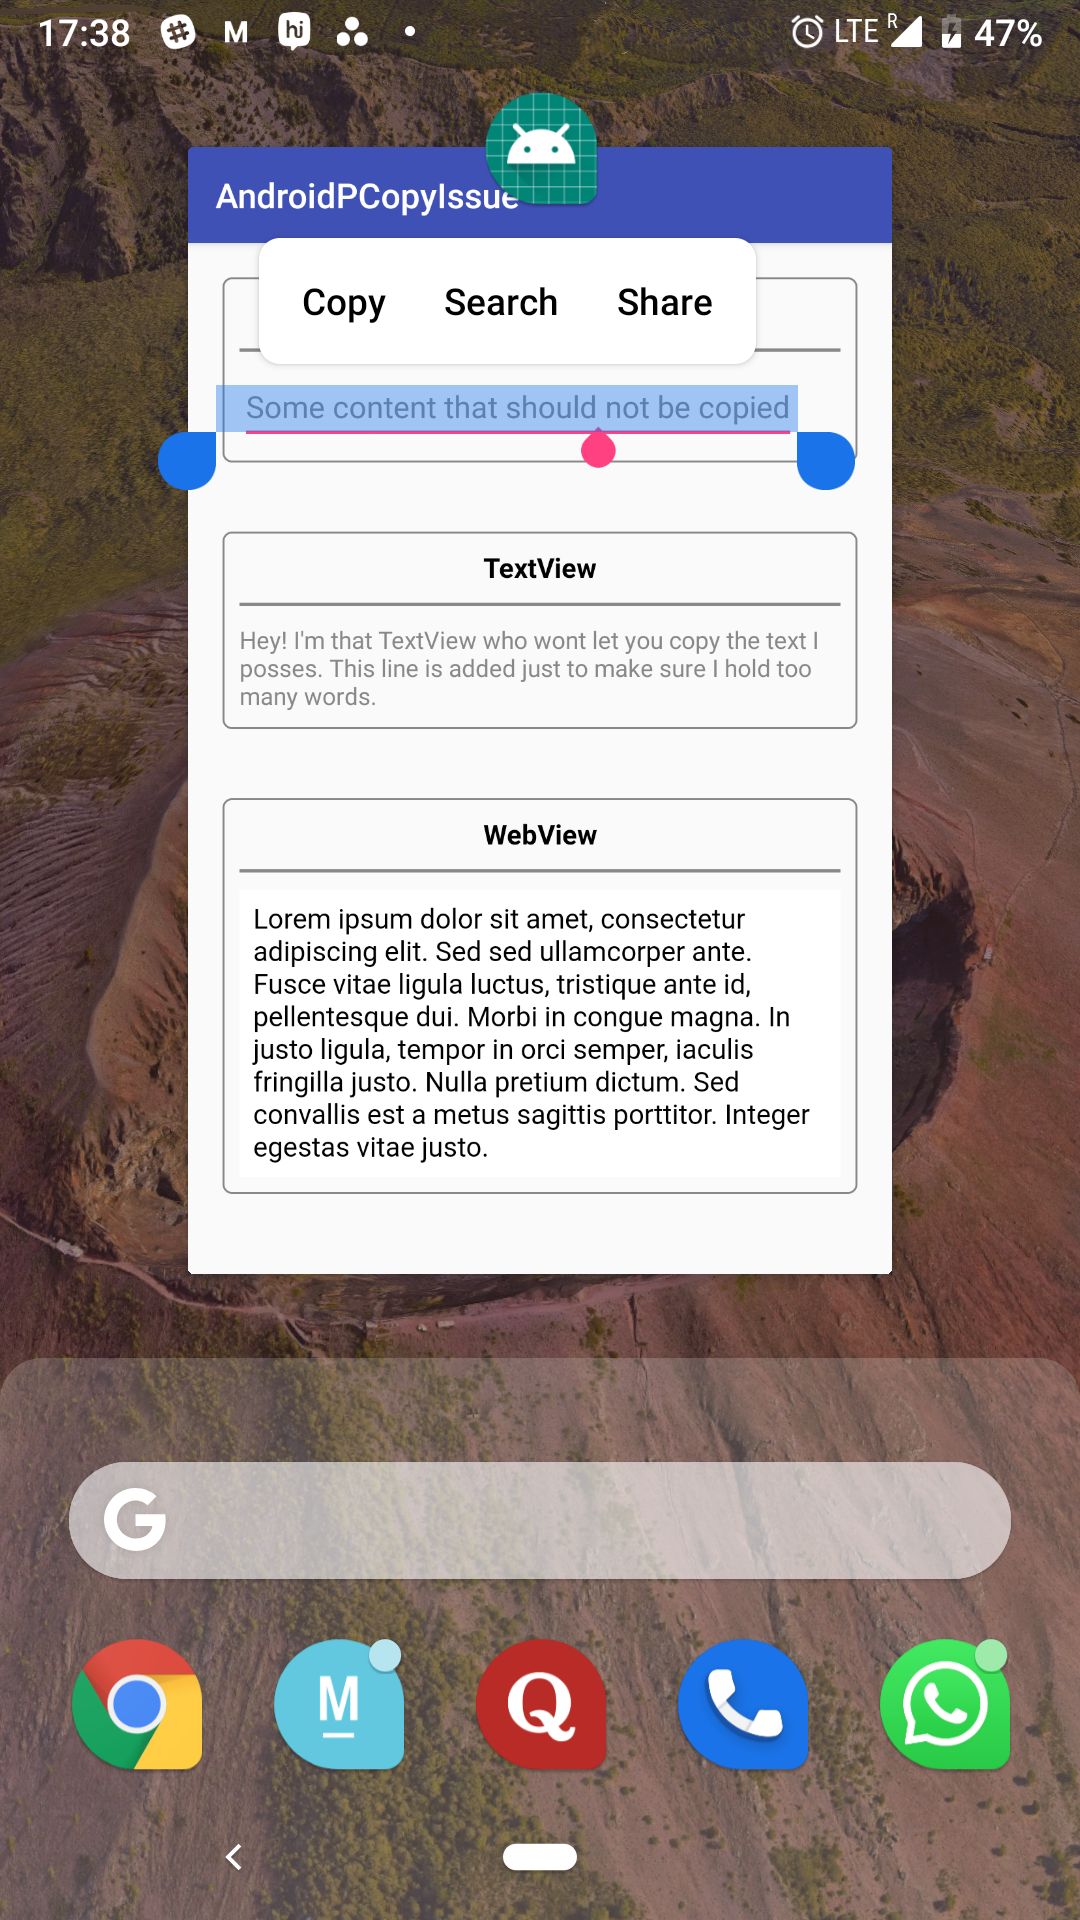 17:38 M hi LTE R 47%
AndroidPCopyIssue
Copy Search Share
Some content that should not be copied
TextView
Hey! I'm that TextView who wont let you copy the text I
posses. This line is added just to make sure I hold too
many words.
WebView
Lorem ipsum dolor sit amet, consectetur
adipiscing elit. Sed sed ullamcorper ante.
Fusce vitae ligula luctus, tristique ante id,
pellentesque dui. Morbi in congue magna. In
justo ligula, tempor in orci semper, iaculis
fringilla justo. Nulla pretium dictum. Sed
convallis est a metus sagittis porttitor. Integer
egestas vitae justo.
G
M Q